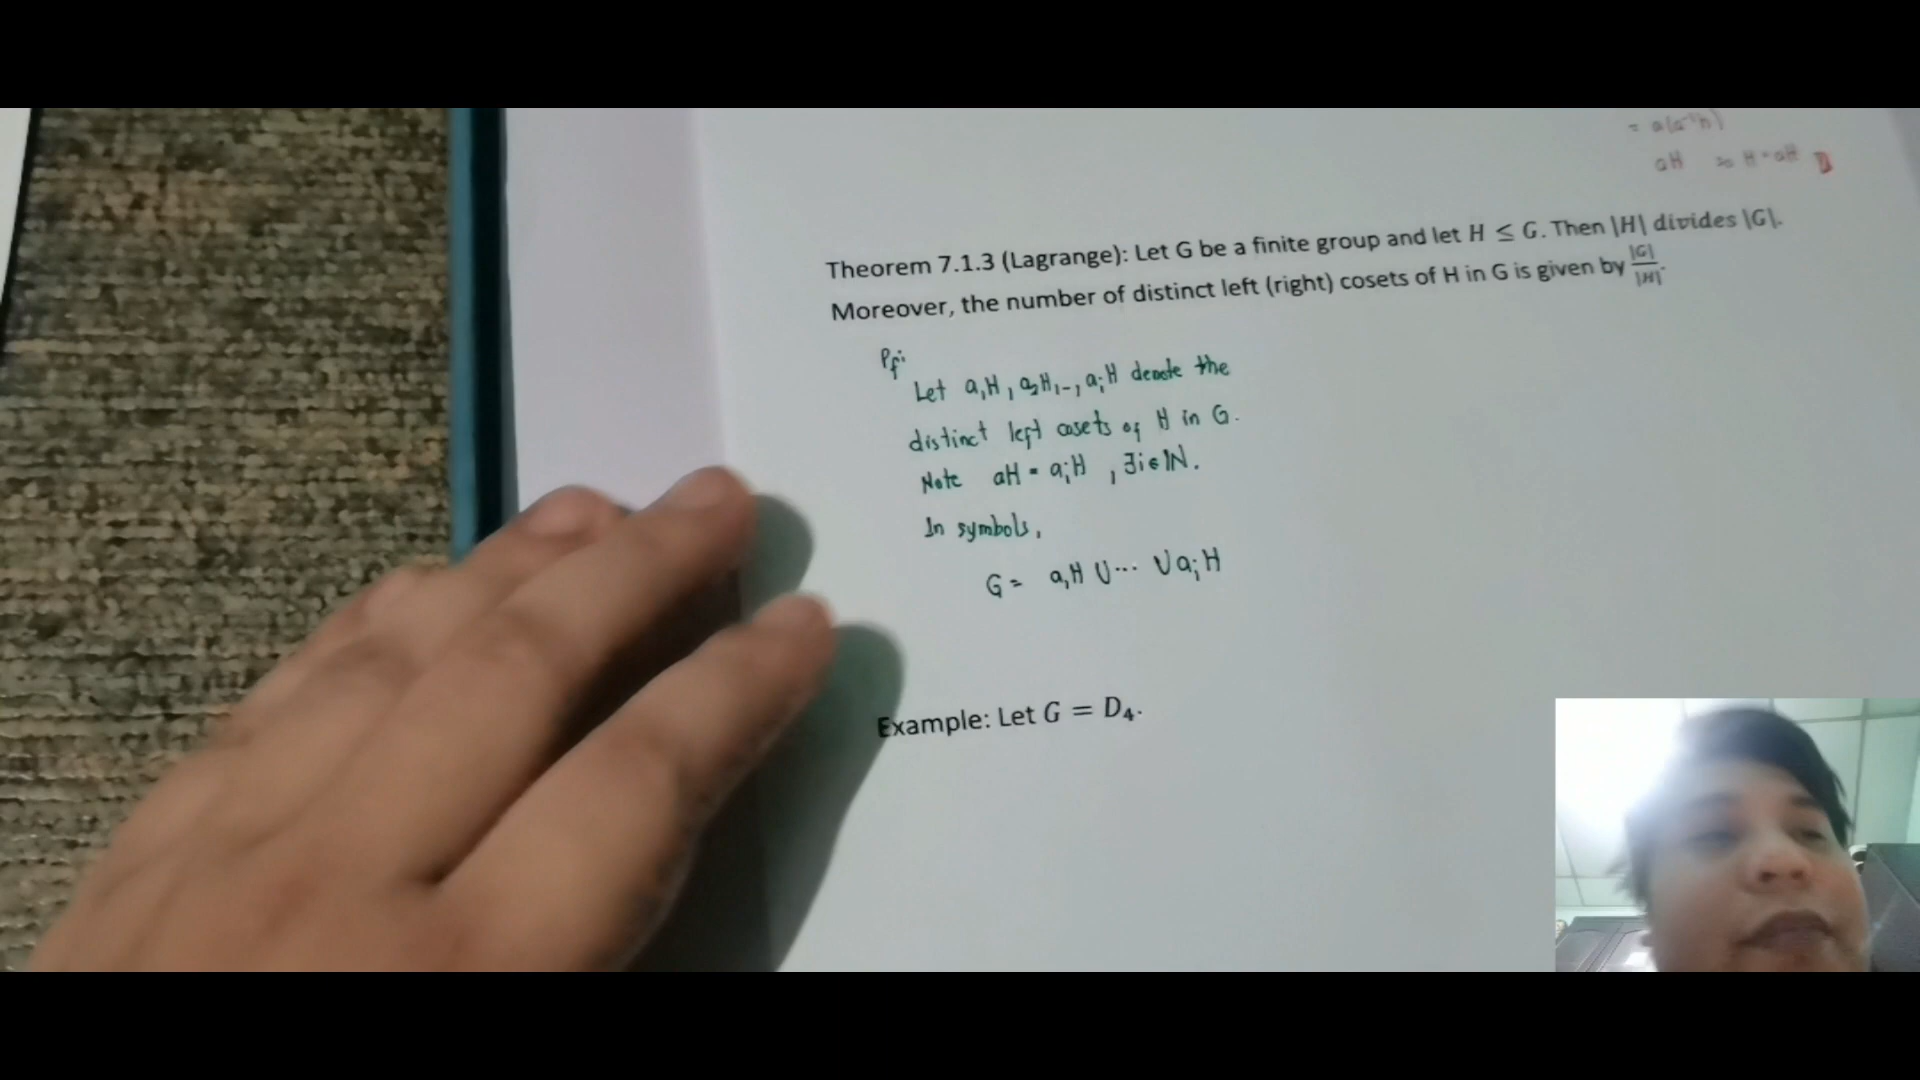 = a(a⁻¹h)
aH so H = aH
Theorem 7.1.3 (Lagrange): Let G be a finite group and let H ≤ G. Then |H| divides |G|.
Moreover, the number of distinct left (right) cosets of H in G is given by |G|/|H|.
Pf:
Let a₁H, a₂H, –, aᵢH denote the
distinct left cosets of H in G.
Note aH = aᵢH , ∃i∈ℕ.
In symbols,
G = a₁H ∪ ⋯ ∪ aᵢH
Example: Let G = D₄.